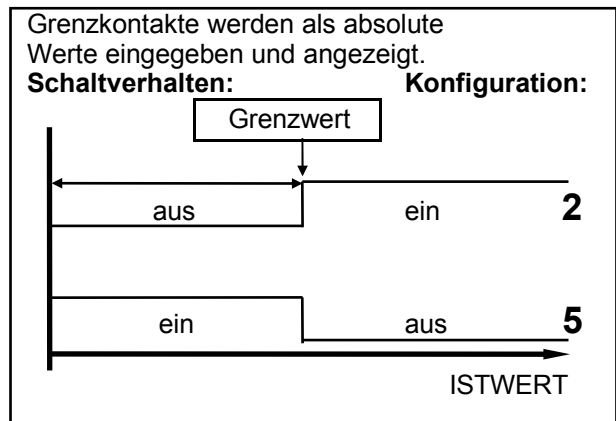 Grenzkontakte werden als absolute
Werte eingegeben und angezeigt.
Schaltverhalten: Konfiguration:
Grenzwert
aus ein 2
ein aus 5
ISTWERT